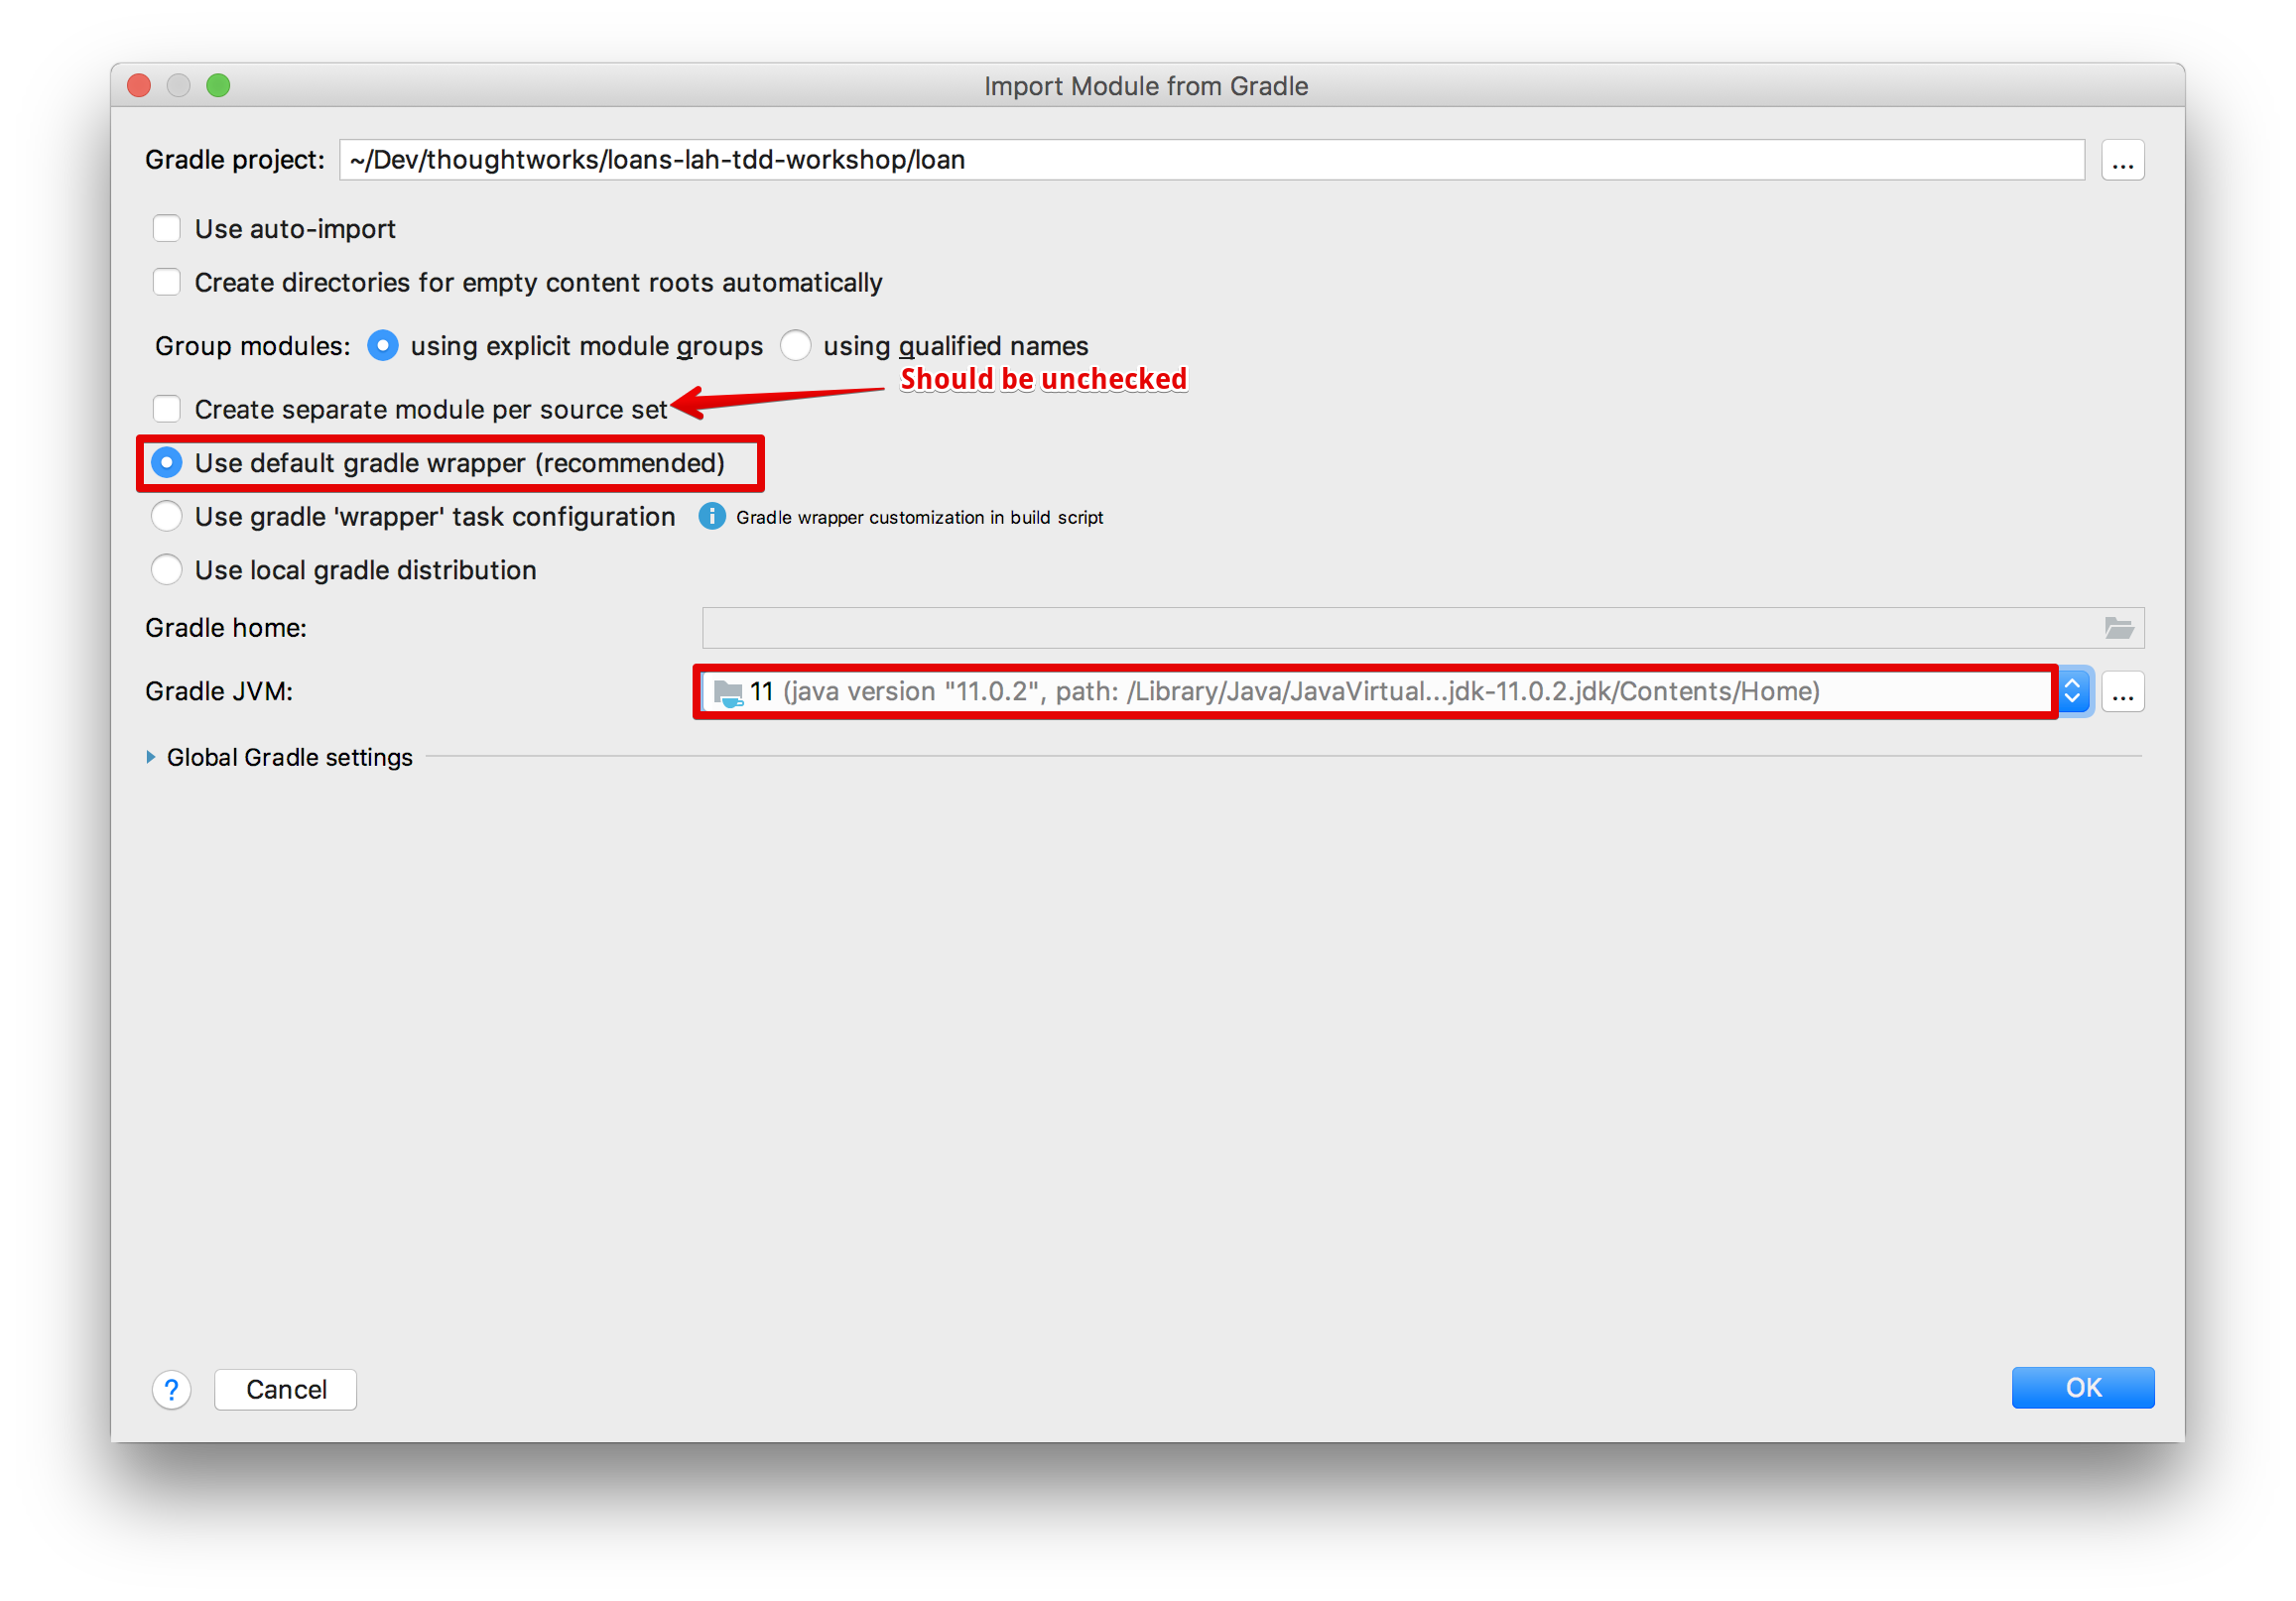 Import Module from Gradle
Gradle project: ~/Dev/thoughtworks/loans-lah-tdd-workshop/loan ...
Use auto-import
Create directories for empty content roots automatically
Group modules: using explicit module groups using qualified names
Should be unchecked
Create separate module per source set
Use default gradle wrapper (recommended)
Use gradle 'wrapper' task configuration i Gradle wrapper customization in build script
Use local gradle distribution
Gradle home:
Gradle JVM: 11 (java version "11.0.2", path: /Library/Java/JavaVirtual...jdk-11.0.2.jdk/Contents/Home) ...
Global Gradle settings
? Cancel OK